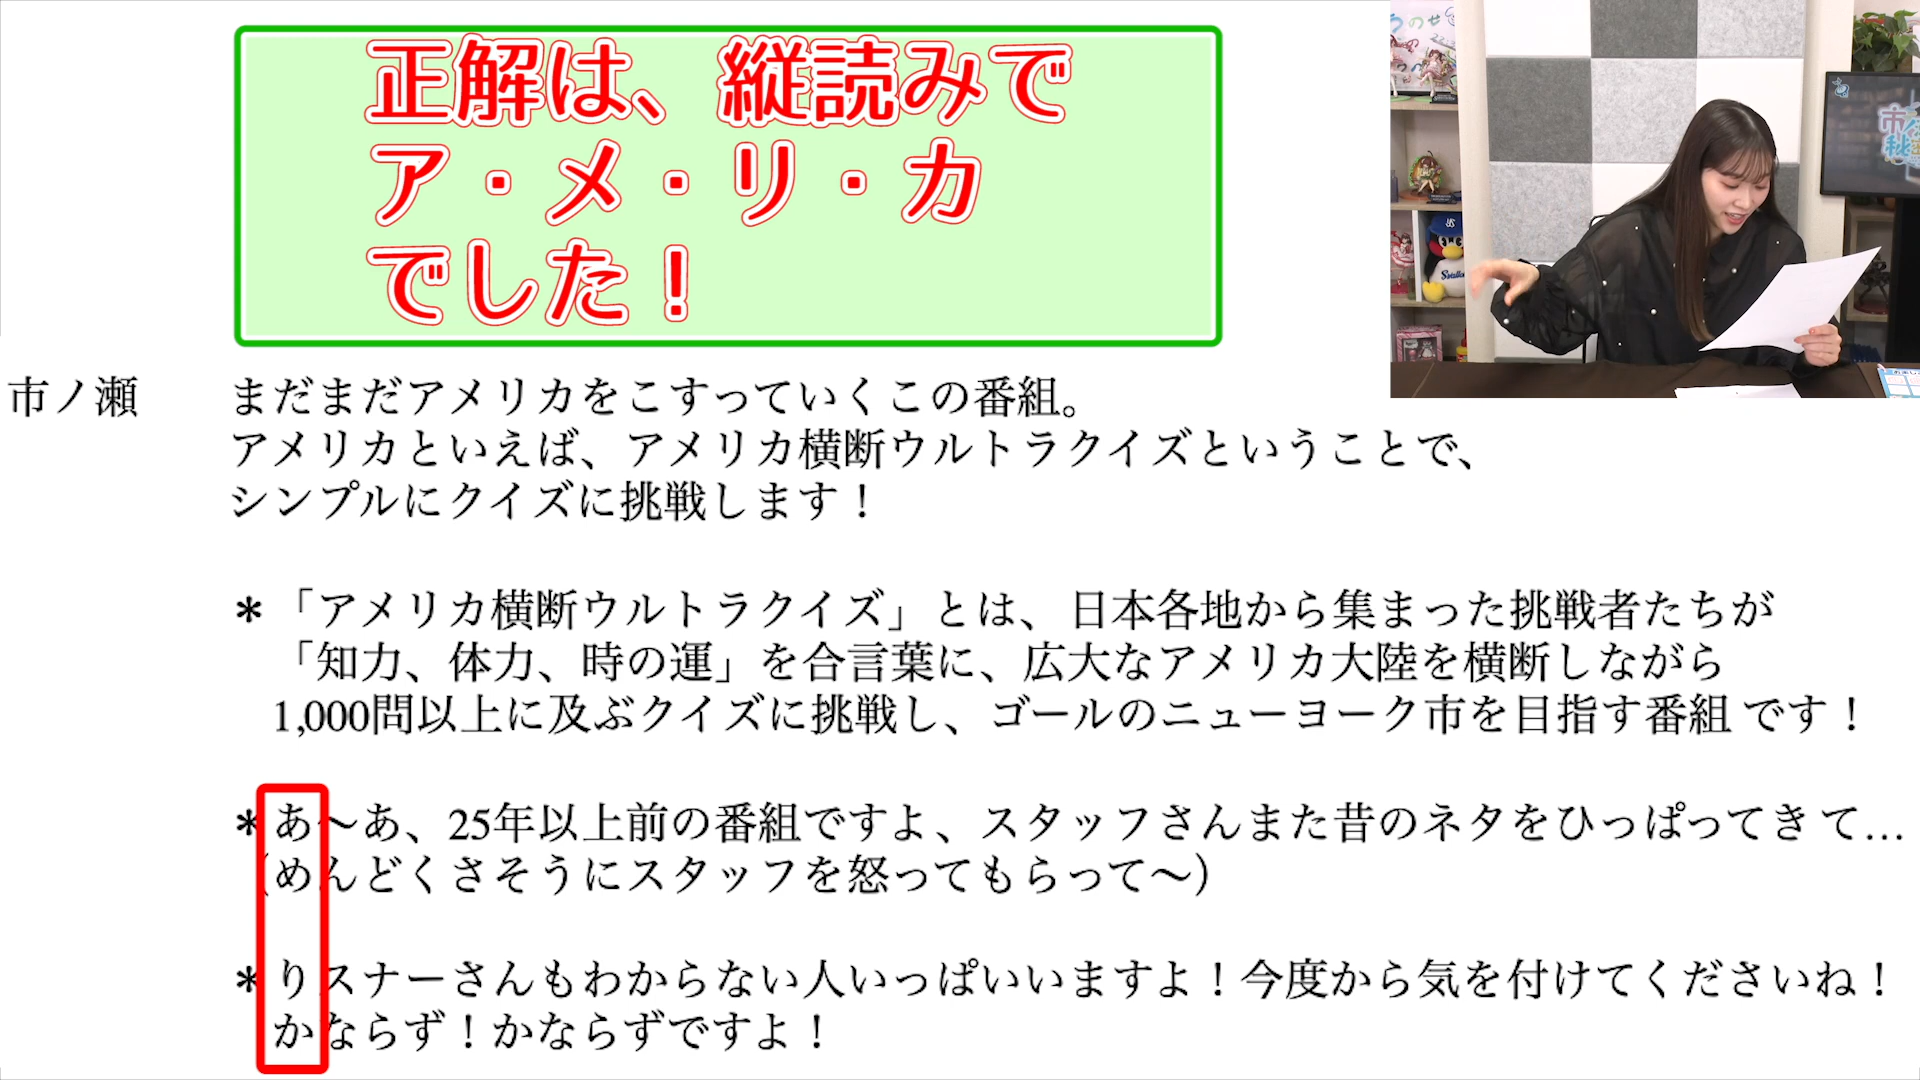 正解は、縦読みで
ア・メ・リ・カ
でした！
市ノ瀬　まだまだアメリカをこすっていくこの番組。
アメリカといえば、アメリカ横断ウルトラクイズということで、
シンプルにクイズに挑戦します！
＊「アメリカ横断ウルトラクイズ」とは、日本各地から集まった挑戦者たちが
「知力、体力、時の運」を合言葉に、広大なアメリカ大陸を横断しながら
1,000問以上に及ぶクイズに挑戦し、ゴールのニューヨーク市を目指す番組です！
＊あ～あ、25年以上前の番組ですよ、スタッフさんまた昔のネタをひっぱってきて…
（めんどくさそうにスタッフを怒ってもらって～）
＊りスナーさんもわからない人いっぱいいますよ！今度から気を付けてくださいね！
かならず！かならずですよ！